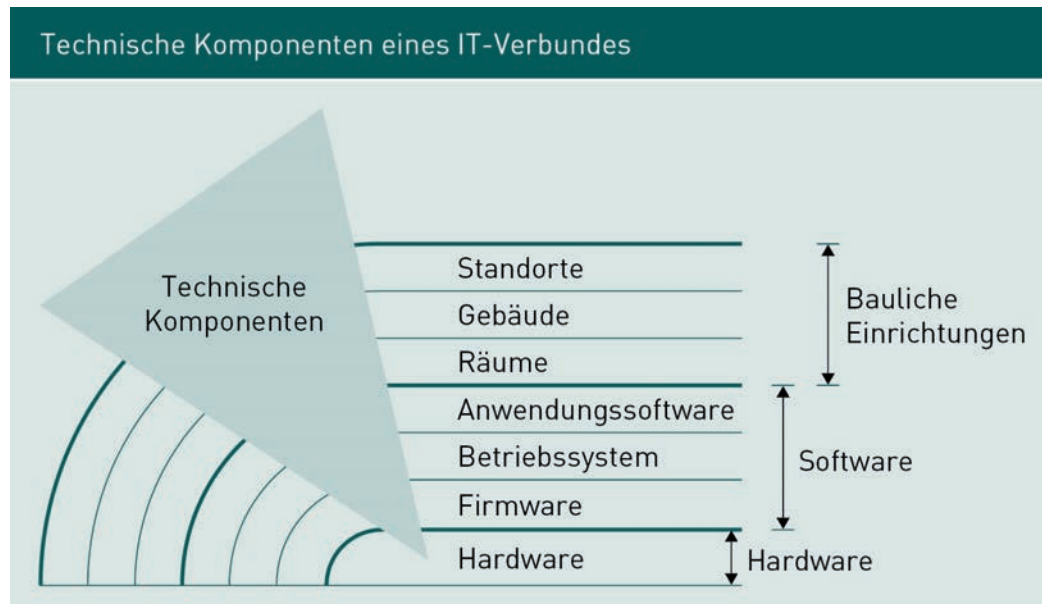 Technische Komponenten eines IT-Verbundes
Technische
Komponenten
Standorte
Gebäude
Räume
Anwendungssoftware
Betriebssystem
Firmware
Hardware
Bauliche
Einrichtungen
Software
Hardware